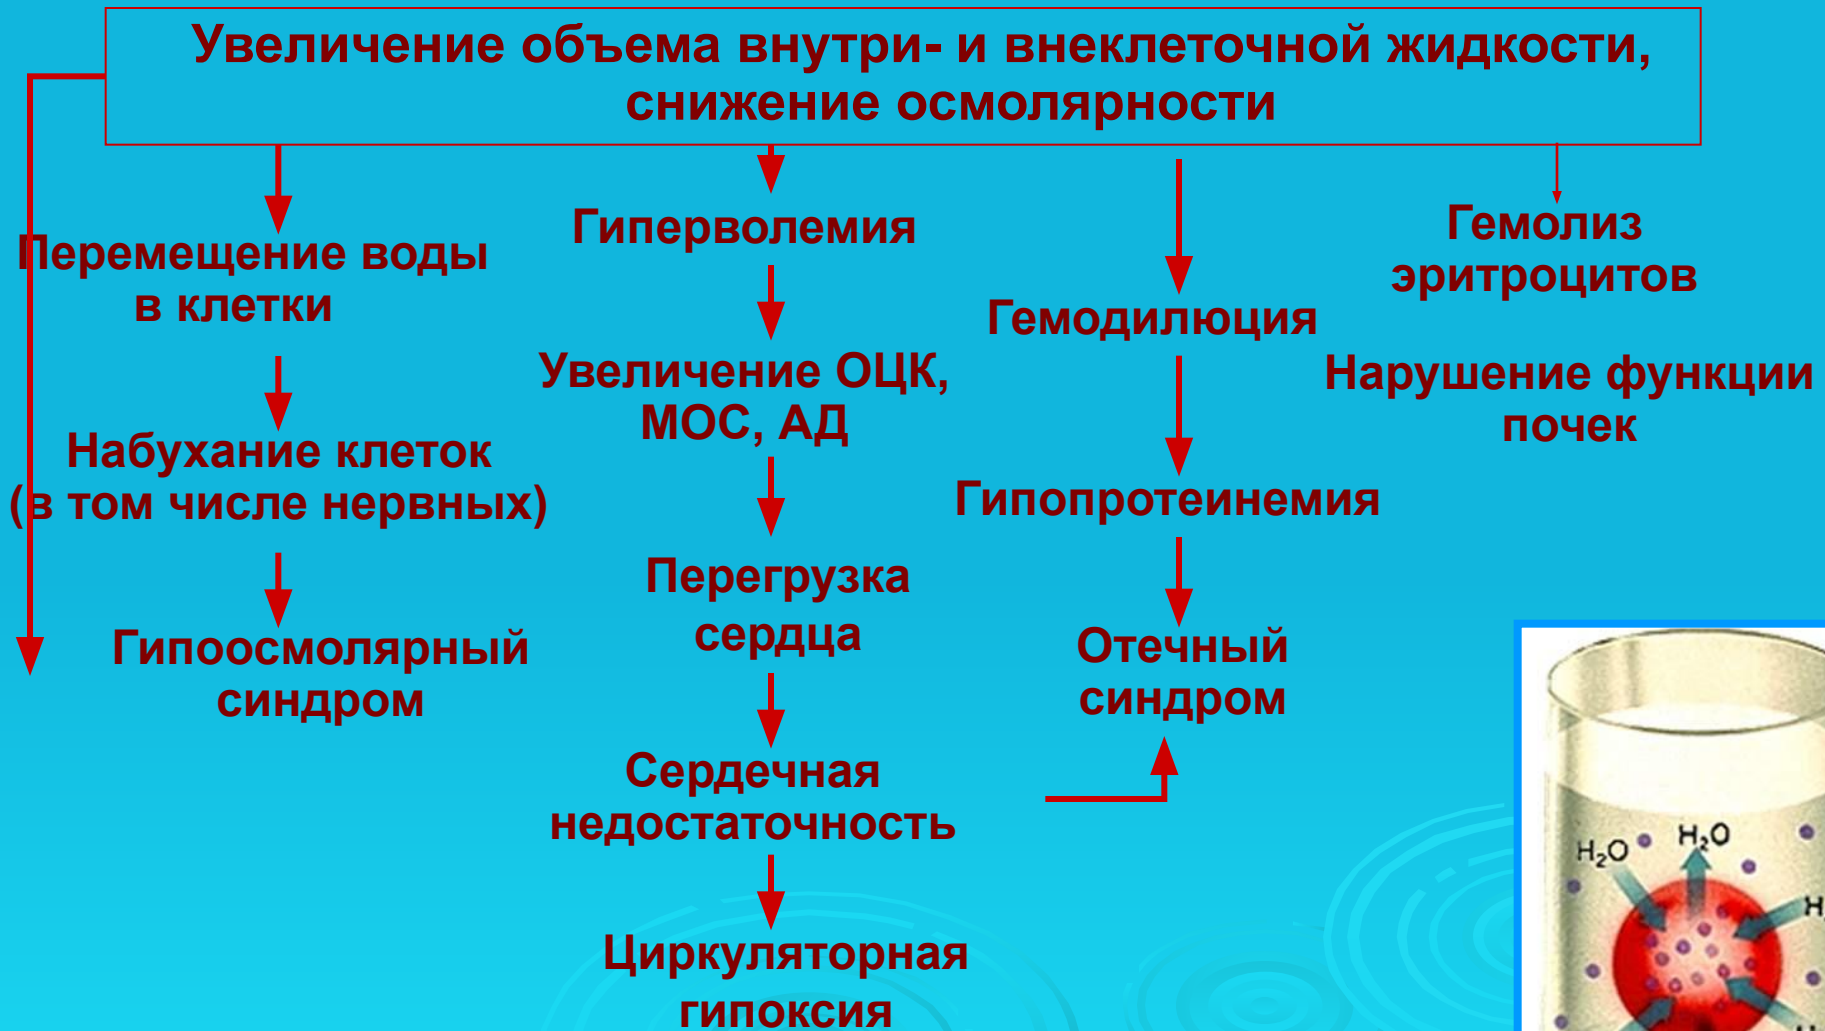 Увеличение объема внутри- и внеклеточной жидкости,
снижение осмолярности
Перемещение воды
в клетки
Набухание клеток
(в том числе нервных)
Гипоосмолярный
синдром
Гиперволемия
Увеличение ОЦК,
МОС, АД
Перегрузка
сердца
Сердечная
недостаточность
Циркуляторная
гипоксия
Гемодилюция
Гипопротеинемия
Отечный
синдром
Гемолиз
эритроцитов
Нарушение функции
почек
H₂O
H₂O